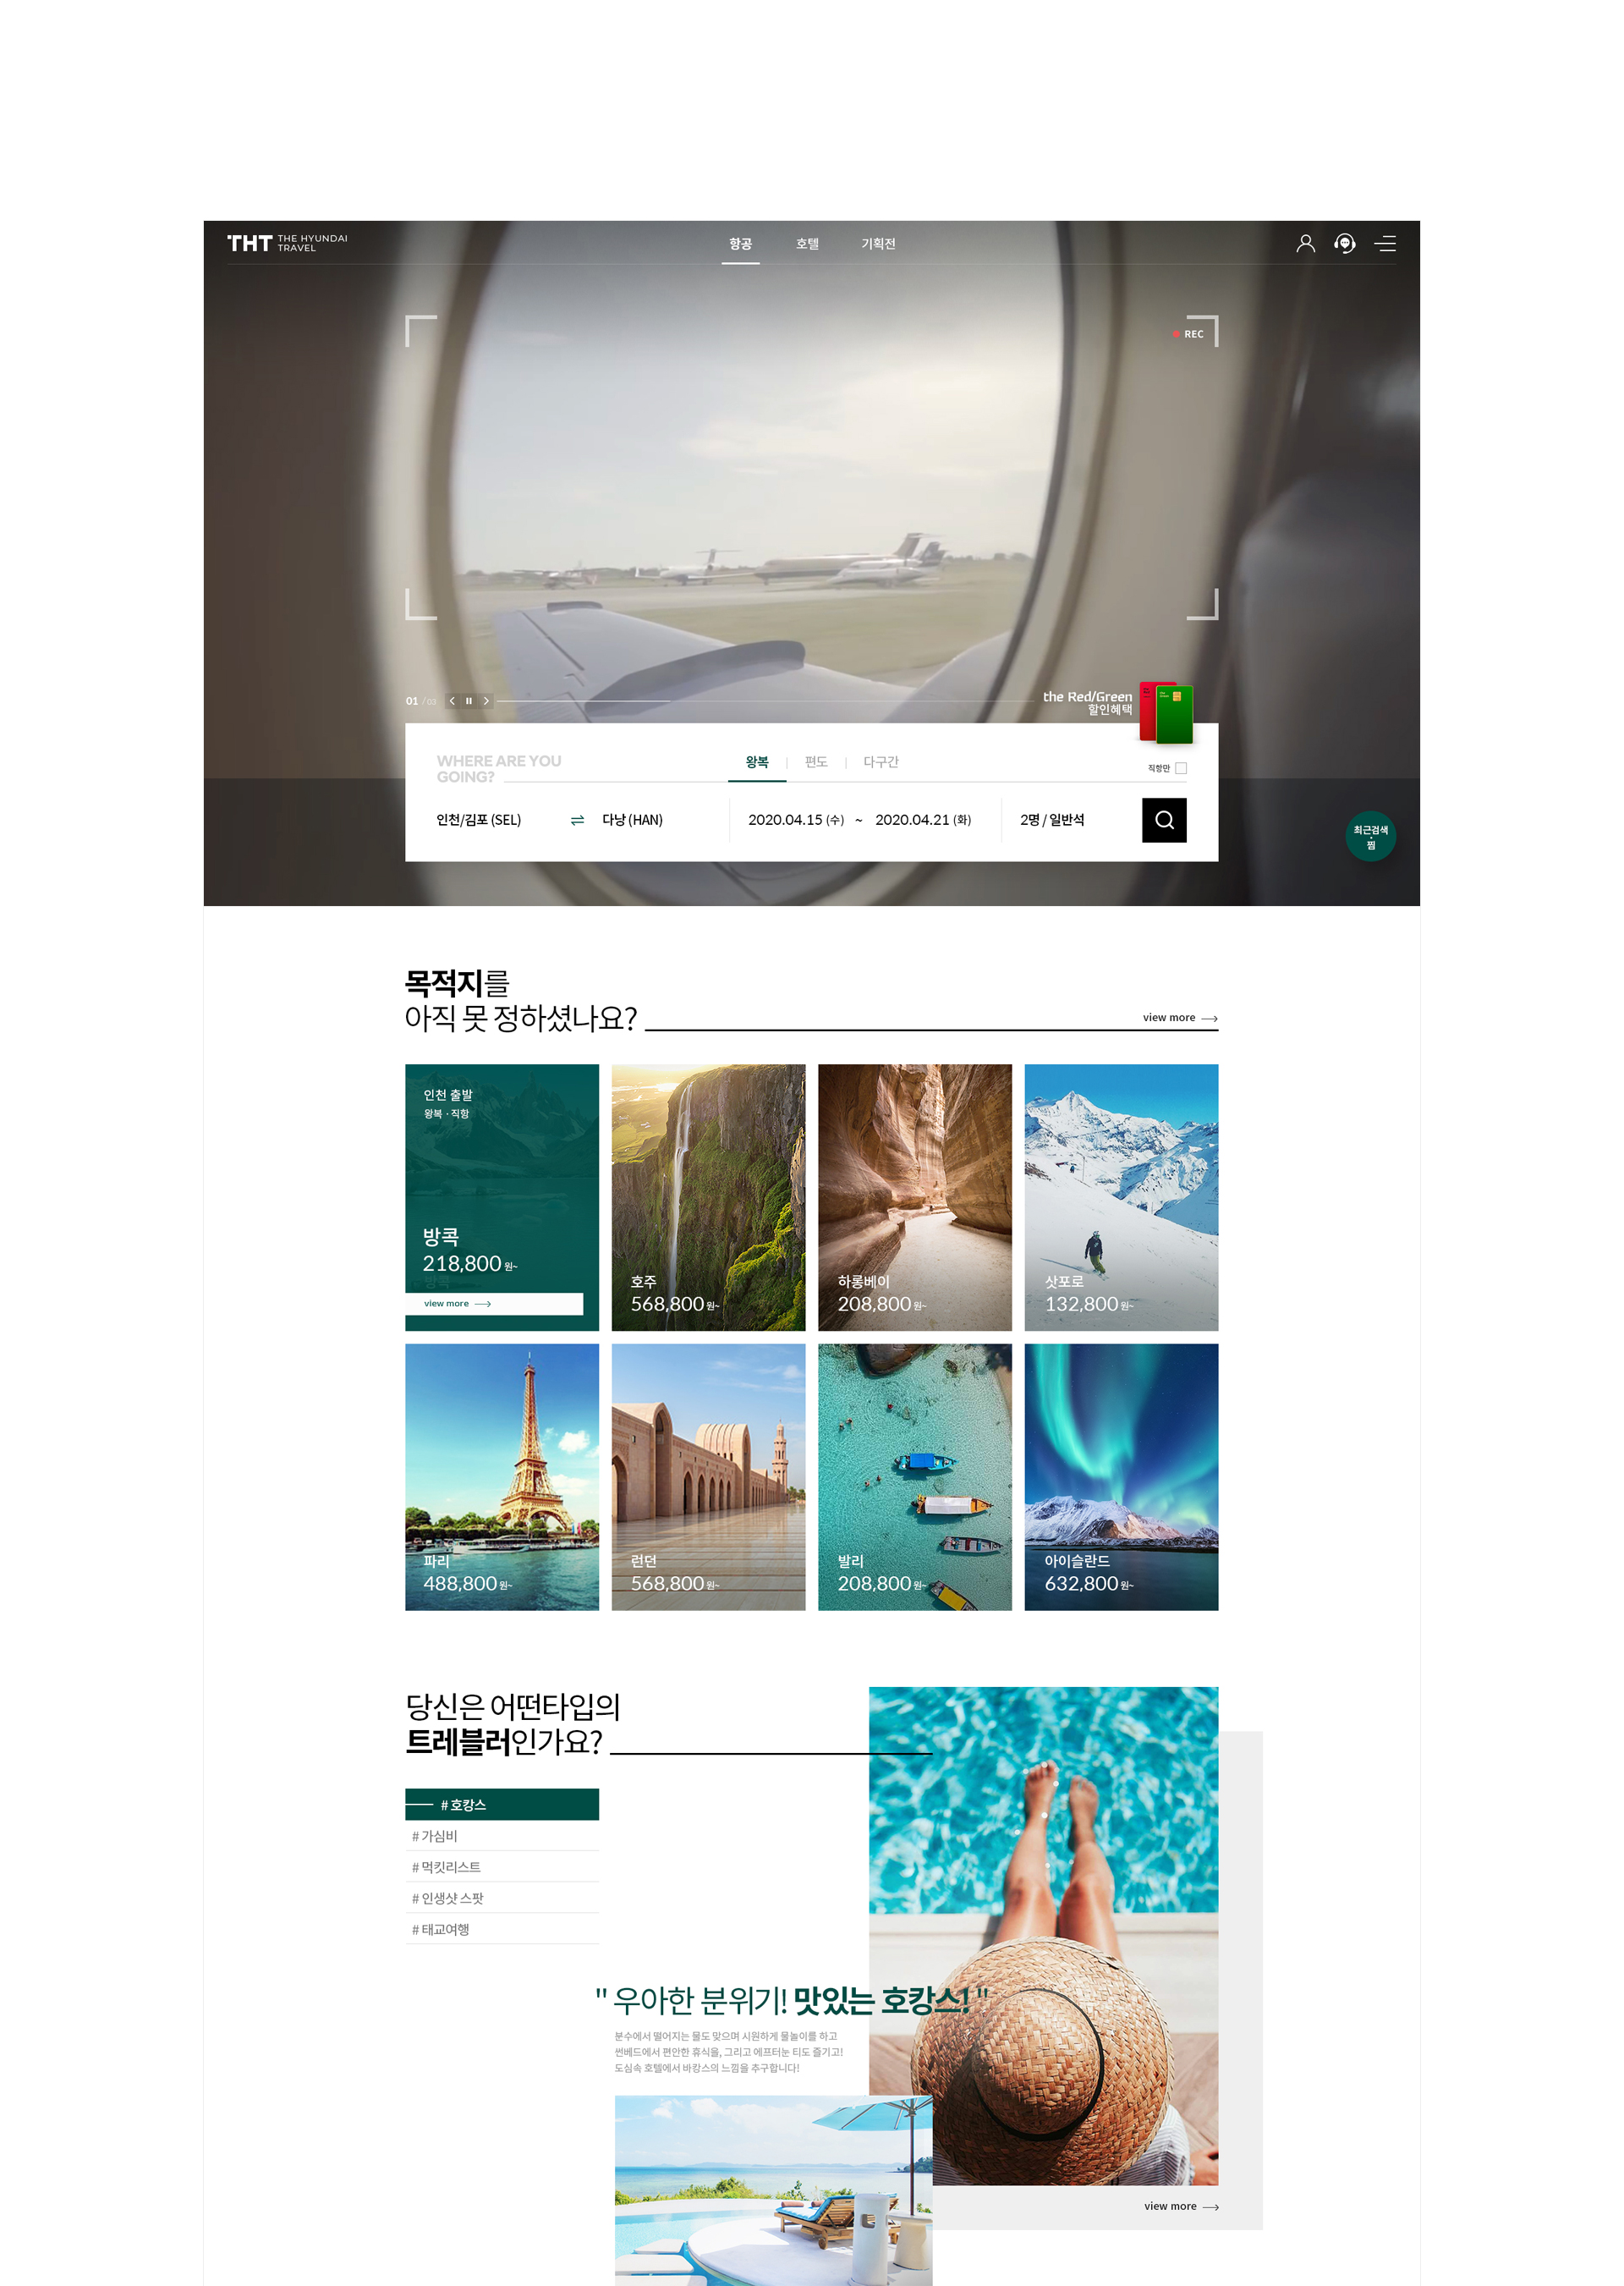 THT THE HYUNDAI
TRAVEL
항공 호텔 기획전
REC
01 / 03
the Red/Green
할인혜택
WHERE ARE YOU
GOING?
왕복 편도 다구간
직항만
인천/김포 (SEL) 다낭 (HAN) 2020.04.15 (수) ~ 2020.04.21 (화) 2명 / 일반석
최근검색
·
찜
목적지를
아직 못 정하셨나요?
view more
인천 출발
왕복 · 직항
방콕
218,800 원~
방콕
view more
호주
568,800 원~
하롱베이
208,800 원~
삿포로
132,800 원~
파리
488,800 원~
런던
568,800 원~
발리
208,800 원~
아이슬란드
632,800 원~
당신은 어떤타입의
트레블러인가요?
# 호캉스
# 가심비
# 먹킷리스트
# 인생샷 스팟
# 태교여행
" 우아한 분위기! 맛있는 호캉스! "
분수에서 떨어지는 물도 맞으며 시원하게 물놀이를 하고
썬베드에서 편안한 휴식을, 그리고 에프터눈 티도 즐기고!
도심속 호텔에서 바캉스의 느낌을 추구합니다!
view more